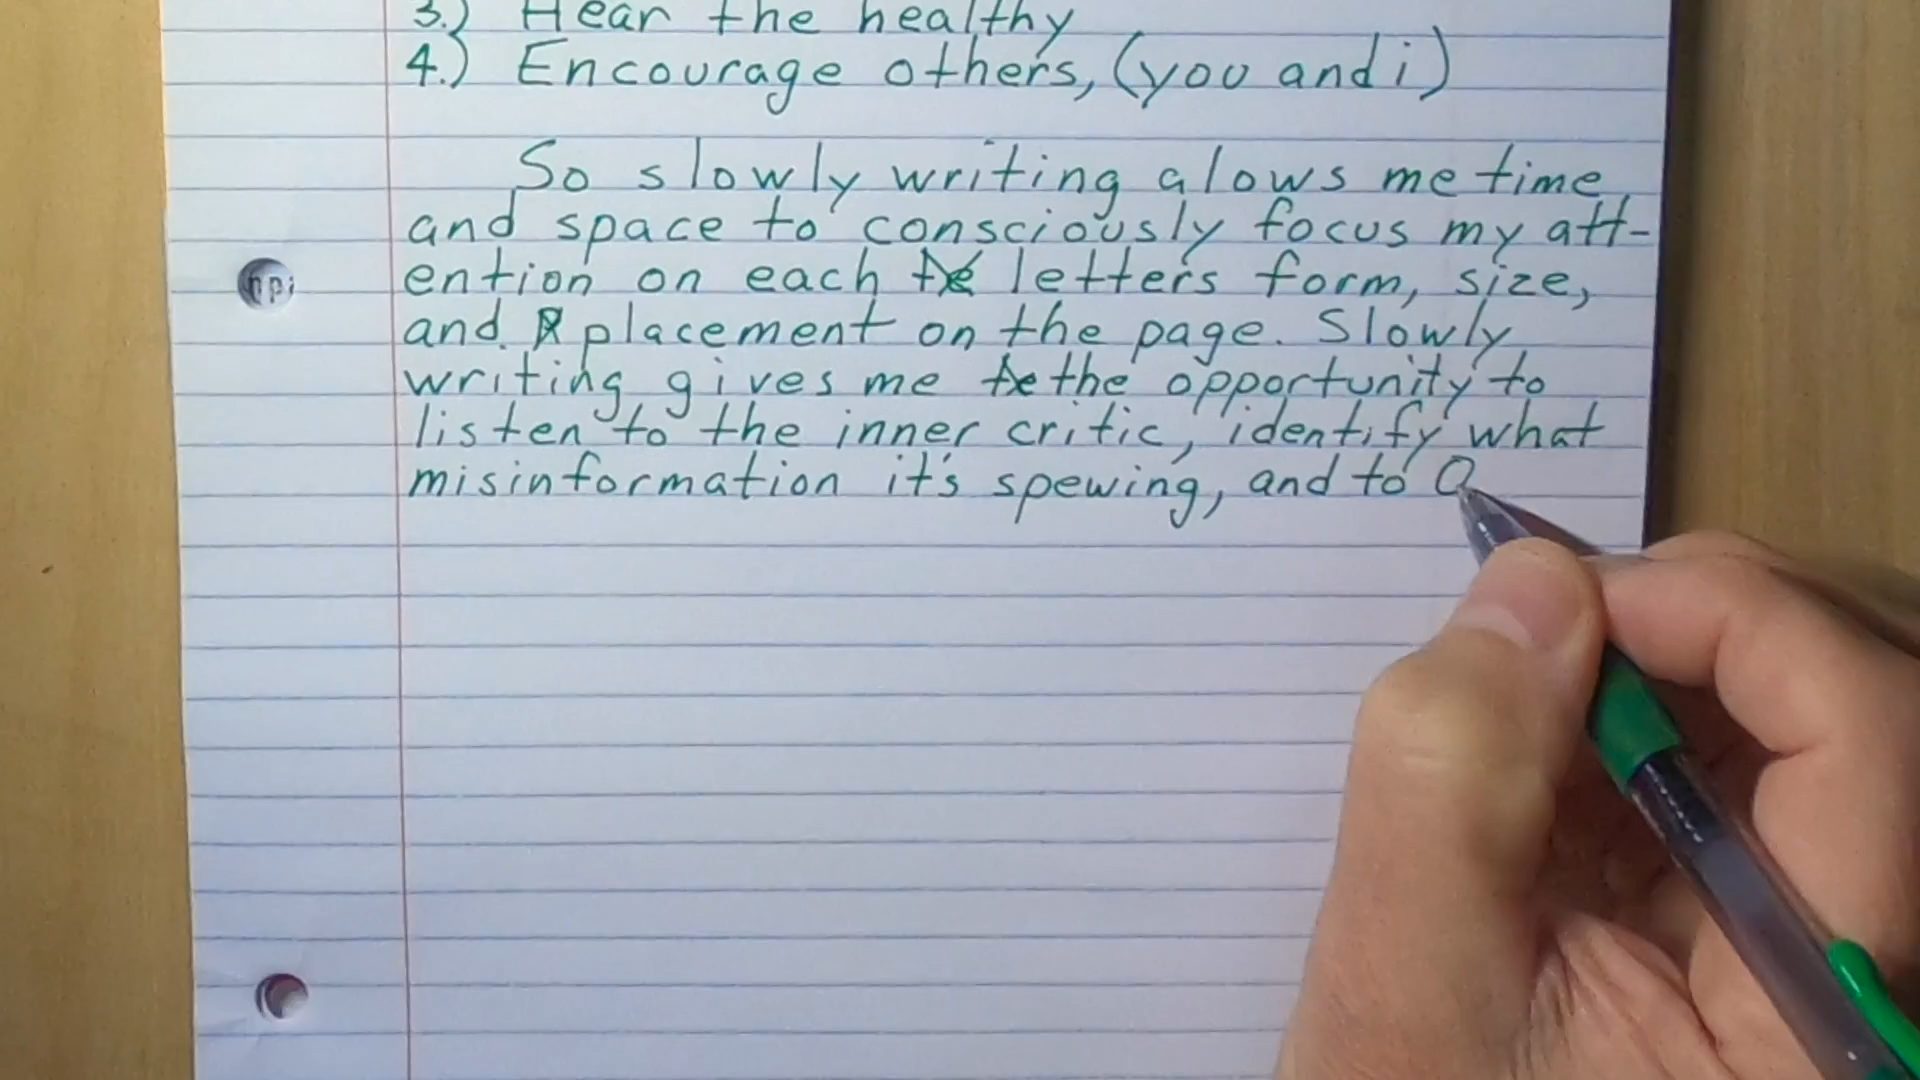 3.) Hear the healthy
4.) Encourage others, (you and i)
So slowly writing alows me time
and space to consciously focus my att-
ention on each te letters form, size,
and. placement on the page. Slowly
writing gives me te the opportunity to
listen to the inner critic, identify what
misinformation it's spewing, and to